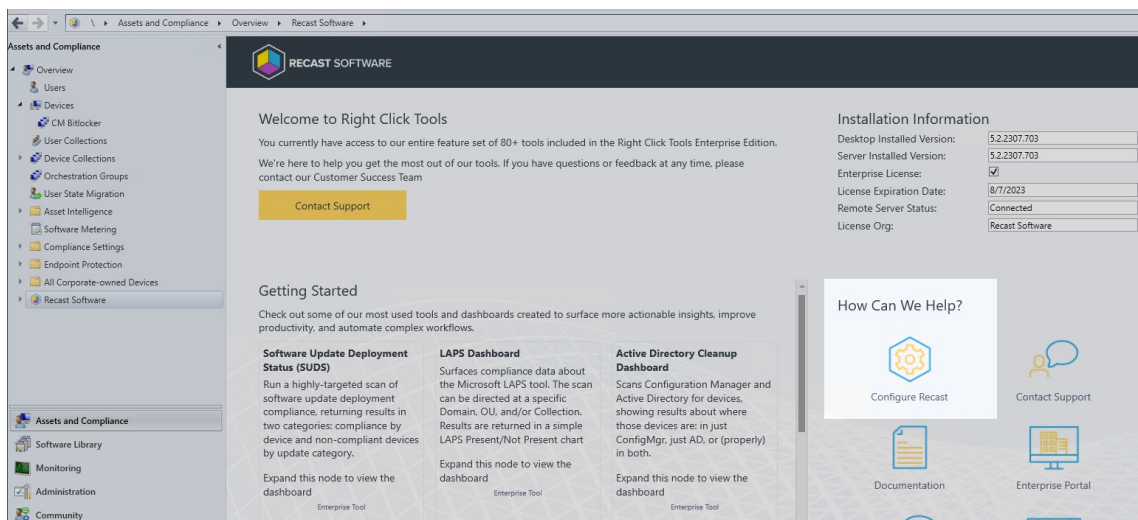 \ Assets and Compliance Overview Recast Software
Assets and Compliance
Overview
Users
Devices
CM Bitlocker
User Collections
Device Collections
Orchestration Groups
User State Migration
Asset Intelligence
Software Metering
Compliance Settings
Endpoint Protection
All Corporate-owned Devices
Recast Software
Assets and Compliance
Software Library
Monitoring
Administration
Community
RECAST SOFTWARE
Welcome to Right Click Tools
You currently have access to our entire feature set of 80+ tools included in the Right Click Tools Enterprise Edition.
We're here to help you get the most out of our tools. If you have questions or feedback at any time, please
contact our Customer Success Team
Contact Support
Installation Information
Desktop Installed Version: 5.2.2307.703
Server Installed Version: 5.2.2307.703
Enterprise License:
License Expiration Date: 8/7/2023
Remote Server Status: Connected
License Org: Recast Software
Getting Started
Check out some of our most used tools and dashboards created to surface more actionable insights, improve
productivity, and automate complex workflows.
Software Update Deployment
Status (SUDS)
Run a highly-targeted scan of
software update deployment
compliance, returning results in
two categories: compliance by
device and non-compliant devices
by update category.
Expand this node to view the
dashboard
Enterprise Tool
LAPS Dashboard
Surfaces compliance data about
the Microsoft LAPS tool. The scan
can be directed at a specific
Domain, OU, and/or Collection.
Results are returned in a simple
LAPS Present/Not Present chart
Expand this node to view the
dashboard
Enterprise Tool
Active Directory Cleanup
Dashboard
Scans Configuration Manager and
Active Directory for devices,
showing results about where
those devices are: in just
ConfigMgr, just AD, or (properly)
in both.
Expand this node to view the
dashboard
Enterprise Tool
How Can We Help?
Configure Recast
Contact Support
Documentation
Enterprise Portal